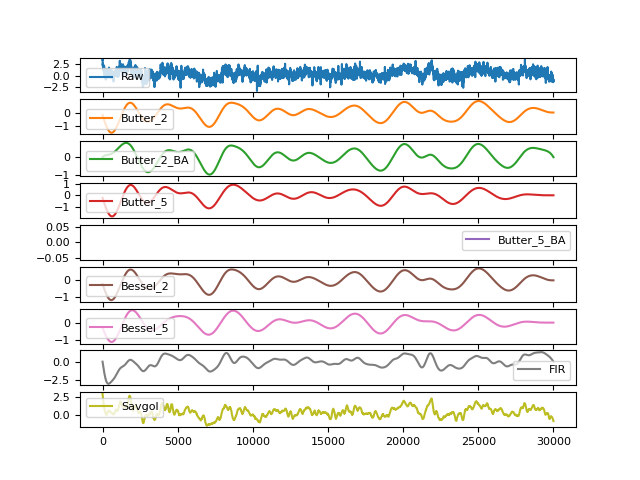 2.5
0.0
−2.5
Raw
0
−1
Butter_2
0
−1
Butter_2_BA
1
0
−1
Butter_5
0.05
0.00
−0.05
Butter_5_BA
0
−1
Bessel_2
0
−1
Bessel_5
0.0
−2.5
FIR
2.5
0.0
Savgol
0 5000 10000 15000 20000 25000 30000